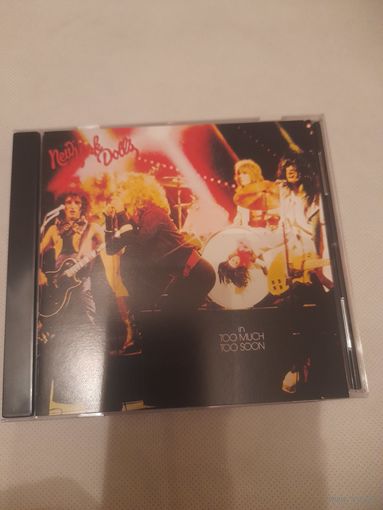 New York
Dolls
in
TOO MUCH
TOO SOON